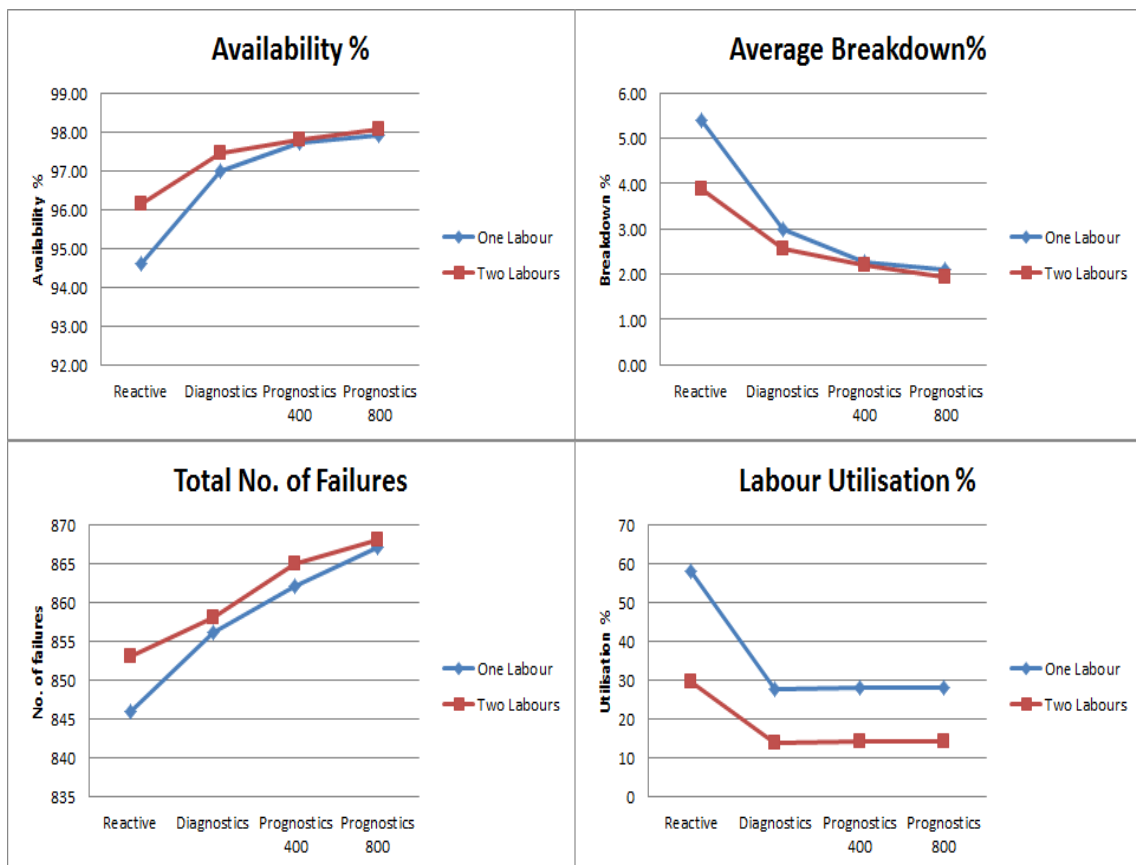 Availability %
99.00
98.00
97.00
96.00
95.00
94.00
93.00
92.00
Availability %
Reactive
Diagnostics
Prognostics
400
Prognostics
800
One Labour
Two Labours
Average Breakdown%
6.00
5.00
4.00
3.00
2.00
1.00
0.00
Breakdown %
Reactive
Diagnostics
Prognostics
400
Prognostics
800
One Labour
Two Labours
Total No. of Failures
870
865
860
855
850
845
840
835
No. of failures
Reactive
Diagnostics
Prognostics
400
Prognostics
800
One Labour
Two Labours
Labour Utilisation %
70
60
50
40
30
20
10
0
Utilisation %
Reactive
Diagnostics
Prognostics
400
Prognostics
800
One Labour
Two Labours